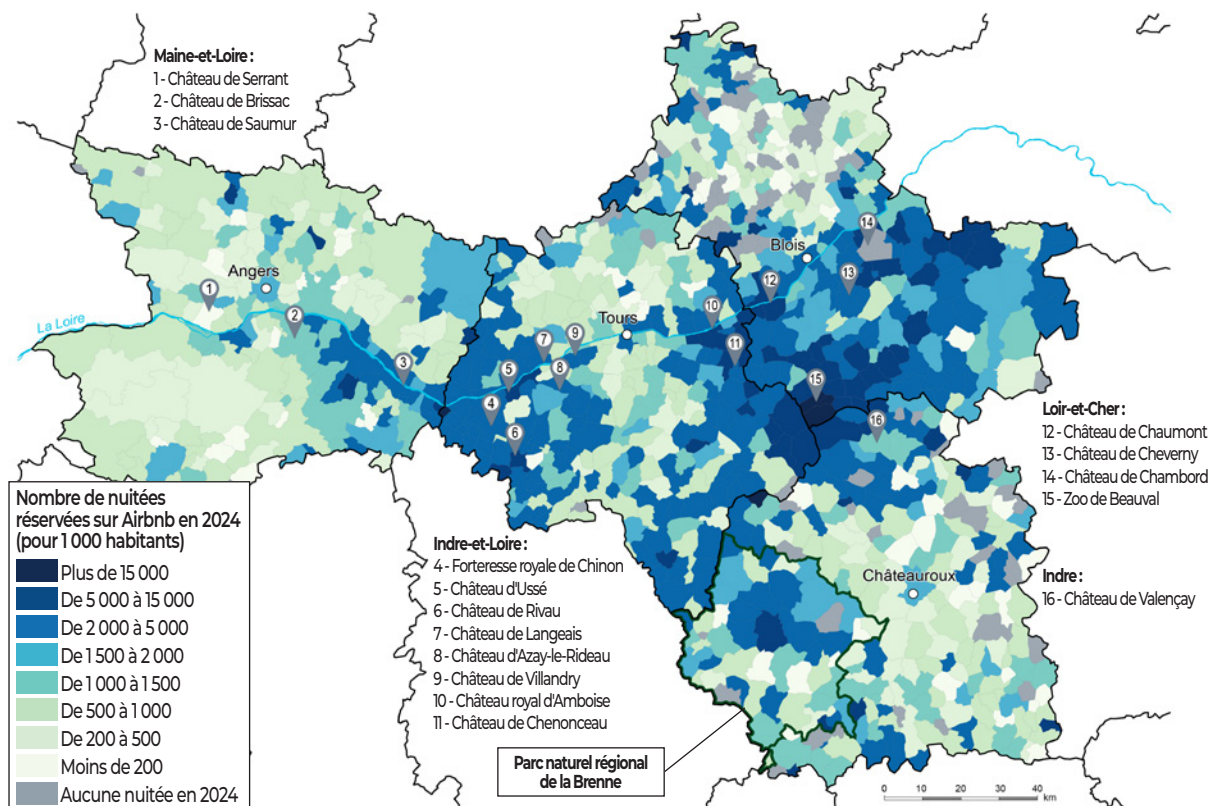 Maine-et-Loire :
1 - Château de Serrant
2 - Château de Brissac
3 - Château de Saumur
14
Blois
13
12
Angers
1
10
2
La Loire
Tours
9
7
11
3
5
8
15
4
16
6
Loir-et-Cher :
12 - Château de Chaumont
13 - Château de Cheverny
14 - Château de Chambord
15 - Zoo de Beauval
Nombre de nuitées
réservées sur Airbnb en 2024
(pour 1 000 habitants)
Plus de 15 000
De 5 000 à 15 000
De 2 000 à 5 000
De 1 500 à 2 000
De 1 000 à 1 500
De 500 à 1 000
De 200 à 500
Moins de 200
Aucune nuitée en 2024
Indre-et-Loire :
4 - Forteresse royale de Chinon
5 - Château d'Ussé
6 - Château de Rivau
7 - Château de Langeais
8 - Château d'Azay-le-Rideau
9 - Château de Villandry
10 - Château royal d'Amboise
11 - Château de Chenonceau
Châteauroux
Indre :
16 - Château de Valençay
Parc naturel régional
de la Brenne
0 10 20 30 40
km